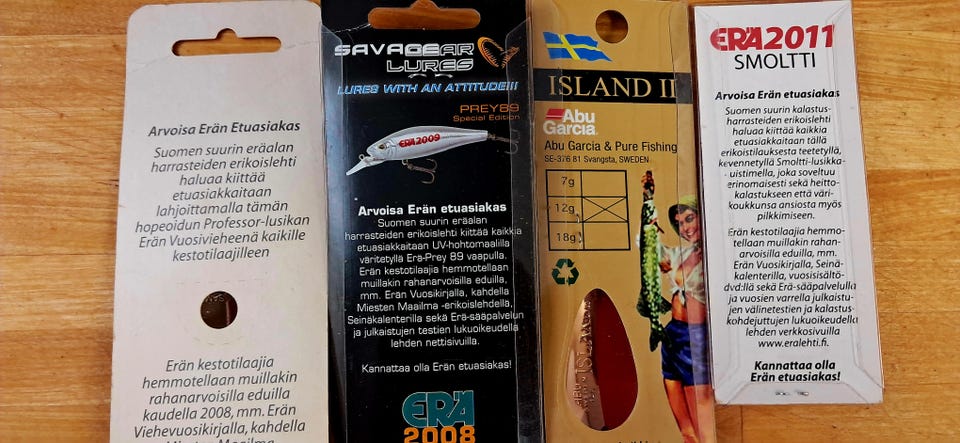 Arvoisa Erän Etuasiakas
Suomen suurin eräalan
harrasteiden erikoislehti
haluaa kiittää
etuasiakkaitaan
lahjoittamalla tämän
hopeoidun Professor-lusikan
Erän Vuosivieheenä kaikille
kestotilaajilleen
Erän kestotilaajia
hemmotellaan muillakin
rahanarvoisilla eduilla
kaudella 2008, mm. Erän
Viehevuosikirjalla, kahdella
Miesten Maailma
SAVAGEAR
LURES
LURES WITH AN ATTITUDE!!!
PREY89
Special Edition
ERÄ2009
Arvoisa Erän etuasiakas
Suomen suurin eräalan
harrasteiden erikoislehti kiittää kaikkia
etuasiakkaitaan UV-hohtomaalilla
väritetyllä Erä-Prey 89 vaapulla.
Erän kestotilaajia hemmotellaan
muillakin rahanarvoisilla eduilla,
mm. Erän Vuosikirjalla, kahdella
Miesten Maailma -erikoislehdellä,
Seinäkalenterilla sekä Erä-sääpalvelun
ja julkaistujen testien lukuoikeudella
lehden nettisivuilla.
Kannattaa olla Erän etuasiakas!
ERÄ
2008
ISLAND II
Abu
Garcia
Abu Garcia & Pure Fishing
SE-376 81 Svangsta, SWEDEN
7g
12g
18g
ISLAND
ERÄ2011
SMOLTTI
Arvoisa Erän etuasiakas
Suomen suurin kalastus-
harrasteiden erikoislehti
haluaa kiittää kaikkia
etuasiakkaitaan tällä
erikoistilauksesta teetetyllä,
kevennetyllä Smoltti-lusikka-
uistimella, joka soveltuu
erinomaisesti sekä heitto-
kalastukseen että väri-
koukkunsa ansiosta myös
pilkkimiseen.
Erän kestotilaajia hemmo-
tellaan muillakin rahan-
arvoisilla eduilla, mm. Erän
Vuosikirjalla, Seinä-
kalenterilla, vuosisisältö-
dvd:llä sekä Erä-sääpalvelulla
ja vuosien varrella julkaistu-
jen välinetestien ja kalastus-
kohdejuttujen lukuoikeudella
lehden verkkosivuilla
www.eralehti.fi
Kannattaa olla
Erän etuasiakas!